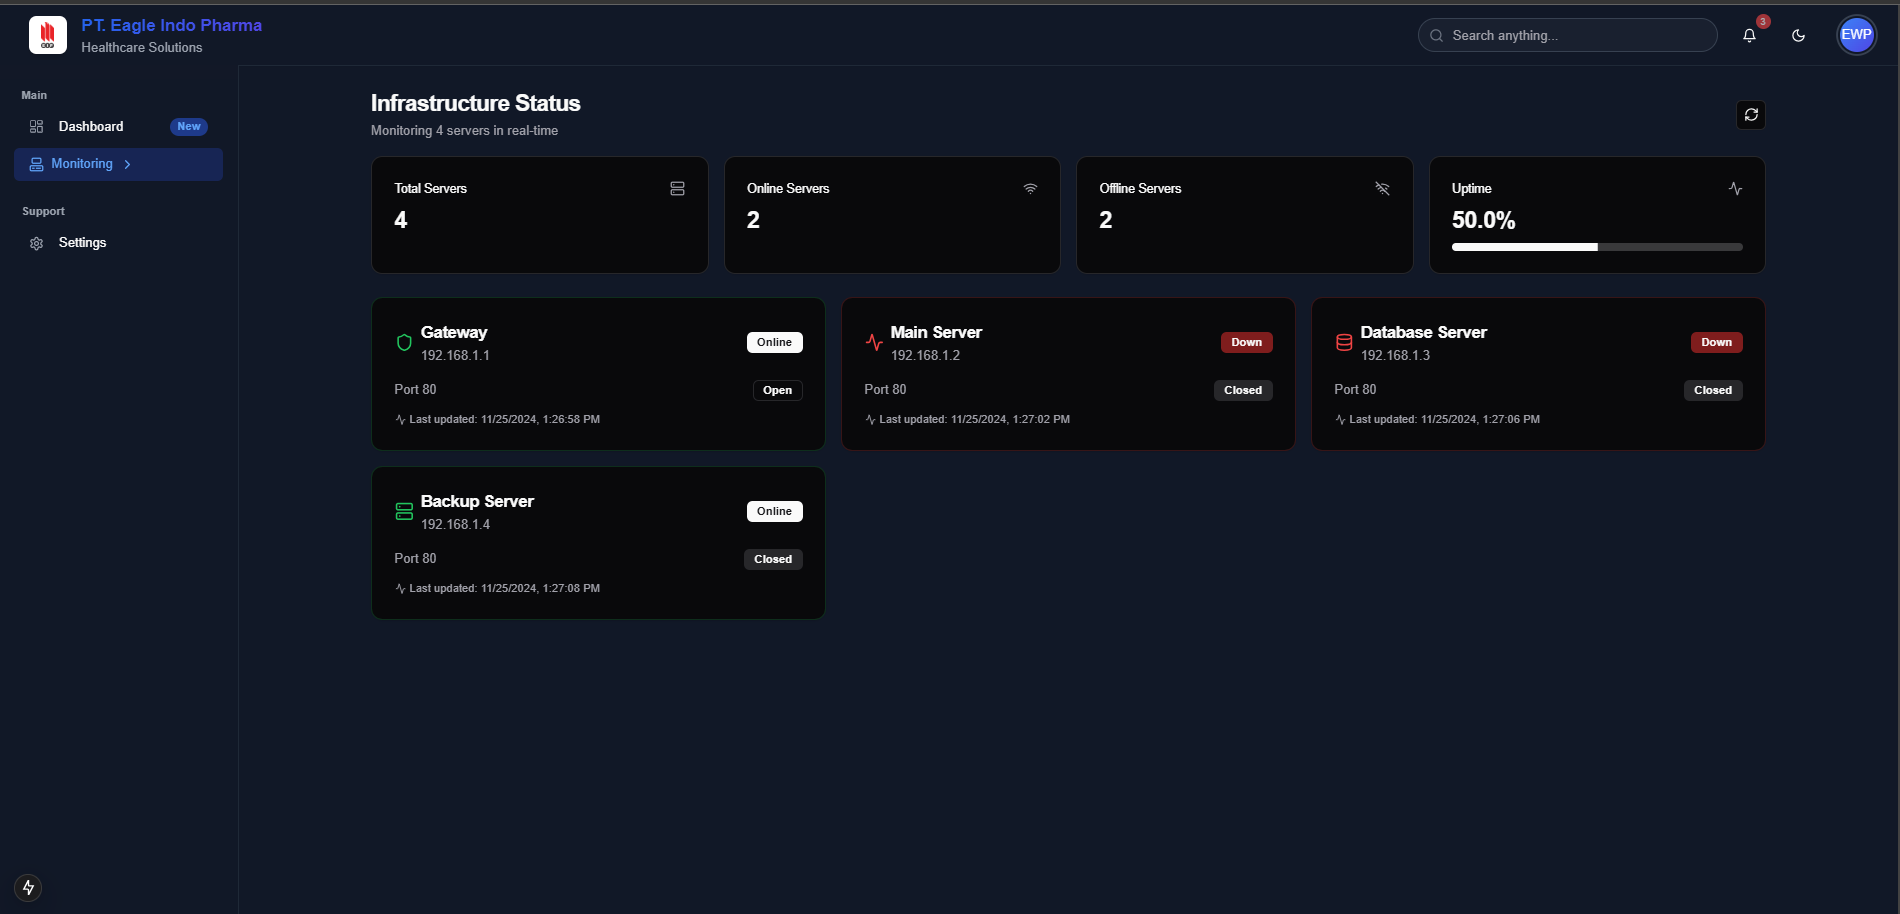 PT. Eagle Indo Pharma
Healthcare Solutions
Search anything...
3
EWP
Main
Dashboard
New
Monitoring
Support
Settings
Infrastructure Status
Monitoring 4 servers in real-time
Total Servers
4
Online Servers
2
Offline Servers
2
Uptime
50.0%
Gateway
192.168.1.1
Online
Port 80
Open
Last updated: 11/25/2024, 1:26:58 PM
Main Server
192.168.1.2
Down
Port 80
Closed
Last updated: 11/25/2024, 1:27:02 PM
Database Server
192.168.1.3
Down
Port 80
Closed
Last updated: 11/25/2024, 1:27:06 PM
Backup Server
192.168.1.4
Online
Port 80
Closed
Last updated: 11/25/2024, 1:27:08 PM